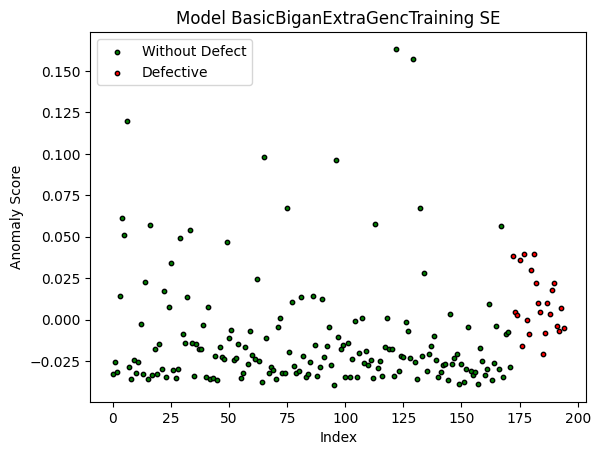 Model BasicBiganExtraGencTraining SE
Without Defect
Defective
Anomaly Score
0.150
0.125
0.100
0.075
0.050
0.025
0.000
−0.025
0 25 50 75 100 125 150 175 200
Index